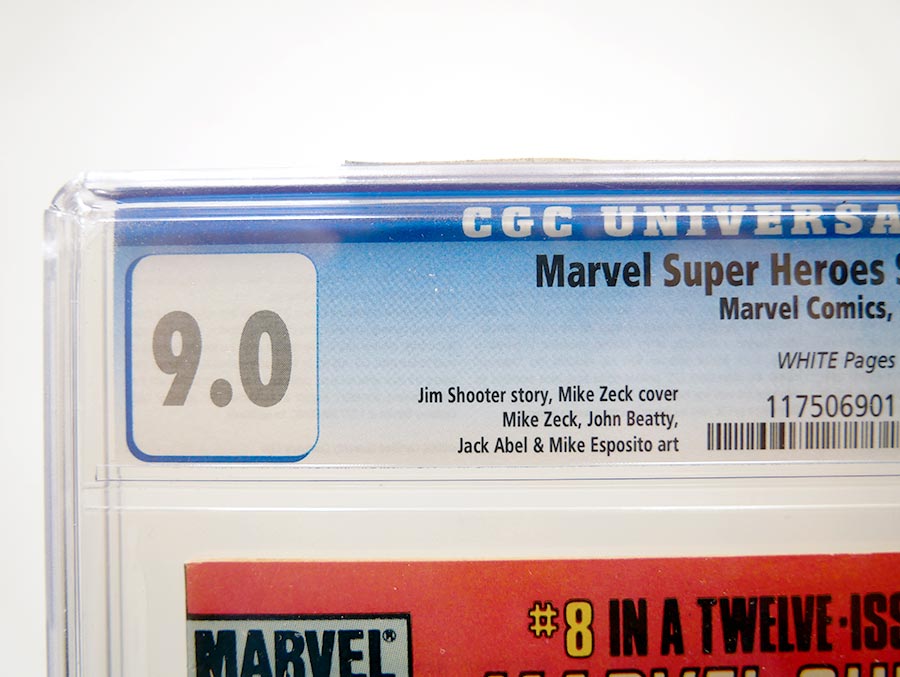 CGC UNIVERSA
Marvel Super Heroes S
Marvel Comics,
9.0
WHITE Pages
Jim Shooter story, Mike Zeck cover
Mike Zeck, John Beatty,
Jack Abel & Mike Esposito art
117506901
#8 IN A TWELVE-ISS
MARVEL®